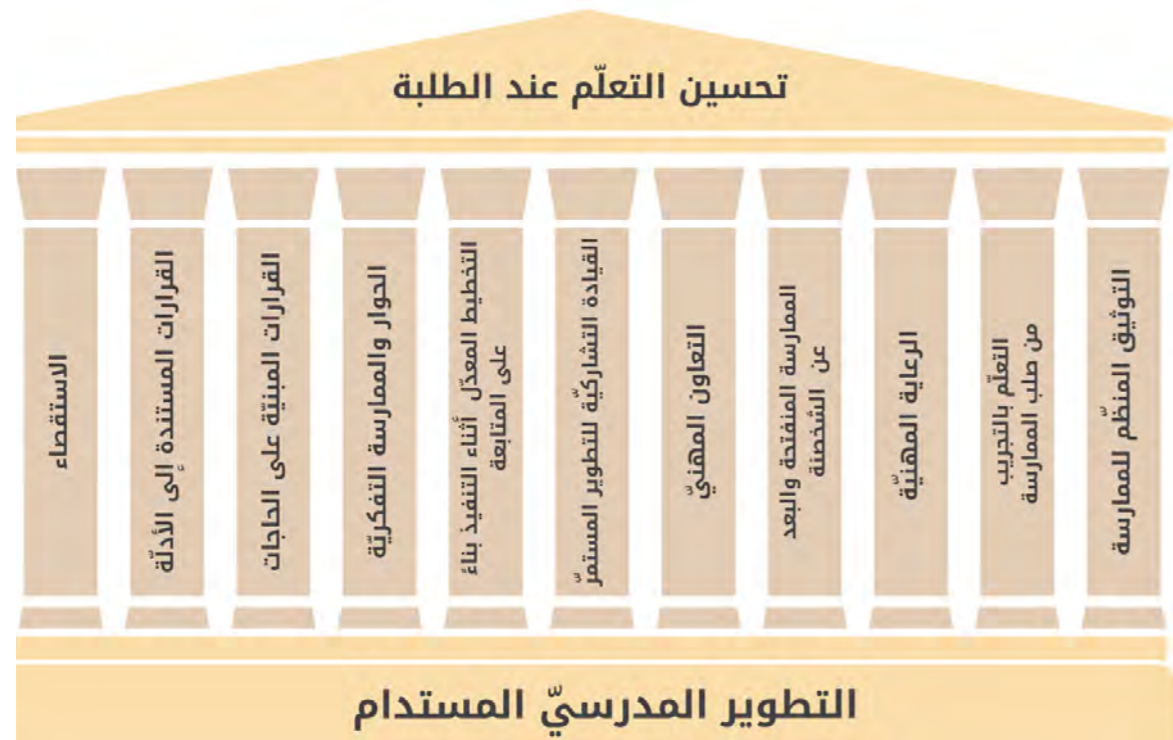 تحسين التعلّم عند الطلبة
التوثيق المنظّم للممارسة
التعلّم بالتجريب
من صلب الممارسة
الرعاية المهنيّة
الممارسة المنفتحة والبعد
عن الشخصنة
التعاون المهنيّ
القيادة التشاركيّة للتطوير المستمرّ
التخطيط المعدّل أثناء التنفيذ بناءً
على المتابعة
الحوار والممارسة التفكريّة
القرارات المبنيّة على الحاجات
القرارات المستندة إلى الأدلّة
الاستقصاء
التطوير المدرسيّ المستدام